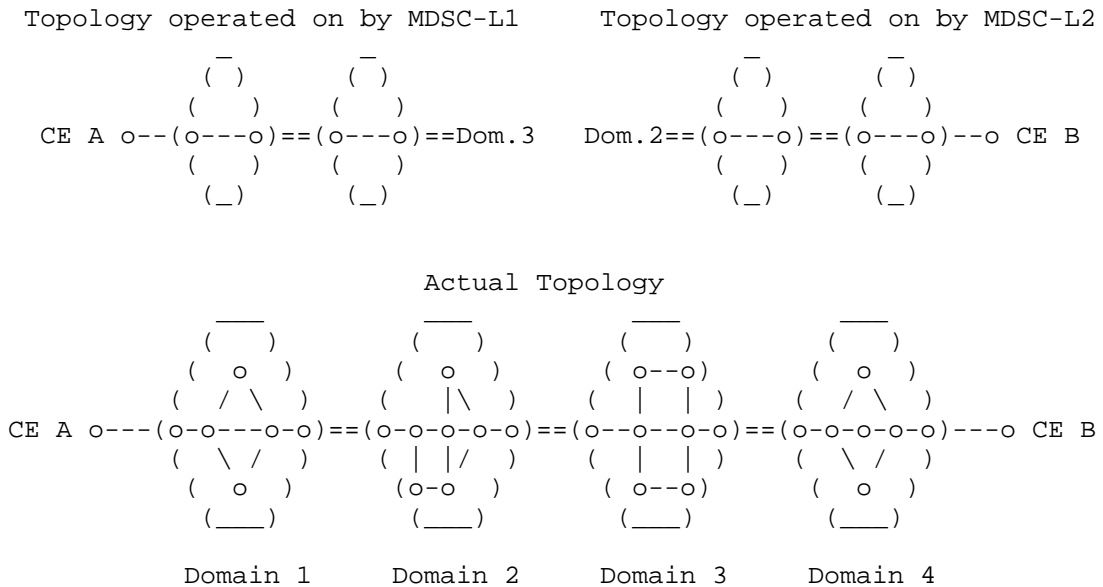 Topology operated on by MDSC-L1 Topology operated on by MDSC-L2
CE A o--(o---o)==(o---o)==Dom.3 Dom.2==(o---o)==(o---o)--o CE B
Actual Topology
CE A o---(o-o---o-o)==(o-o-o-o-o)==(o--o--o-o)==(o-o-o-o-o)---o CE B
Domain 1 Domain 2 Domain 3 Domain 4